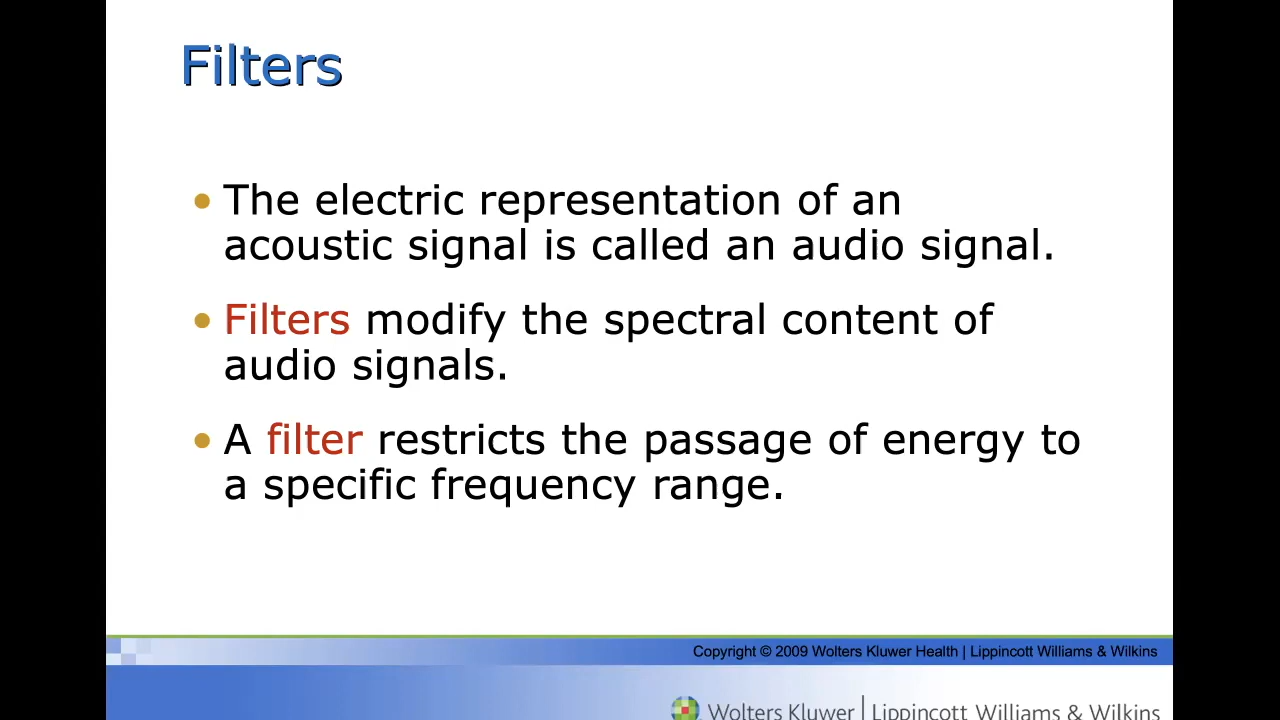 Filters
• The electric representation of an
acoustic signal is called an audio signal.
• Filters modify the spectral content of
audio signals.
• A filter restricts the passage of energy to
a specific frequency range.
Copyright © 2009 Wolters Kluwer Health | Lippincott Williams & Wilkins
Wolters Kluwer | Lippincott Williams & Wilkins